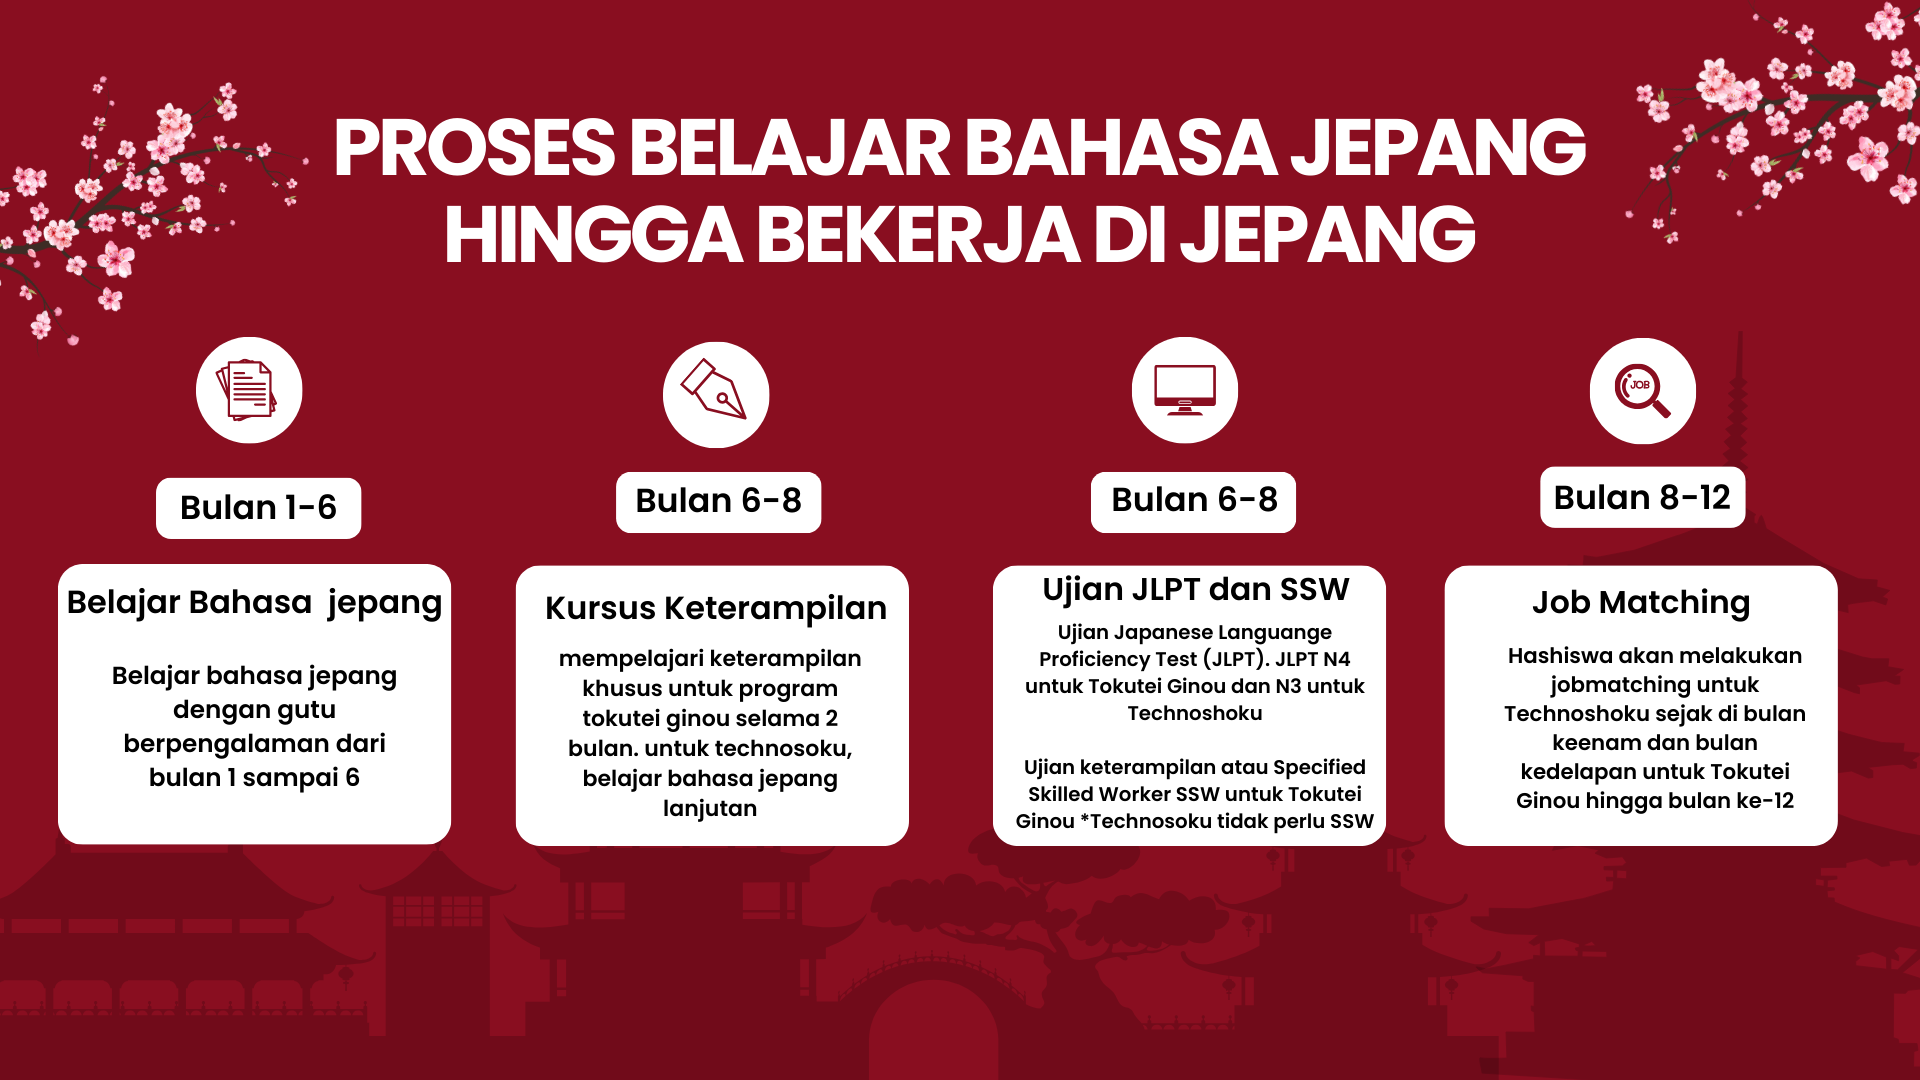 PROSES BELAJAR BAHASA JEPANG
HINGGA BEKERJA DI JEPANG
Bulan 1-6
Belajar Bahasa jepang
Belajar bahasa jepang
dengan gutu
berpengalaman dari
bulan 1 sampai 6
Bulan 6-8
Kursus Keterampilan
mempelajari keterampilan
khusus untuk program
tokutei ginou selama 2
bulan. untuk technosoku,
belajar bahasa jepang
lanjutan
Bulan 6-8
Ujian JLPT dan SSW
Ujian Japanese Languange
Proficiency Test (JLPT). JLPT N4
untuk Tokutei Ginou dan N3 untuk
Technoshoku
Ujian keterampilan atau Specified
Skilled Worker SSW untuk Tokutei
Ginou *Technosoku tidak perlu SSW
JOB
Bulan 8-12
Job Matching
Hashiswa akan melakukan
jobmatching untuk
Technoshoku sejak di bulan
keenam dan bulan
kedelapan untuk Tokutei
Ginou hingga bulan ke-12